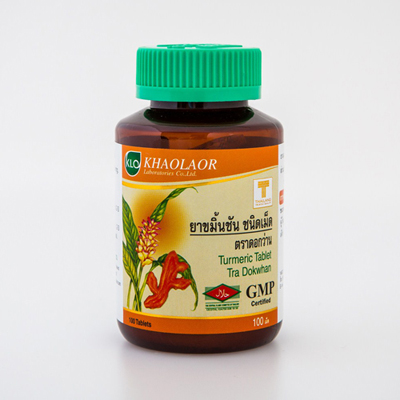 KLO
KHAOLAOR
Laboratories Co.,Ltd.
T
THAILAND
ยาขมิ้นชัน ชนิดเม็ด
ตราดอกว่าน
Turmeric Tablet
Tra Dokwhan
GMP
Certified
100 Tablets
100 เม็ด